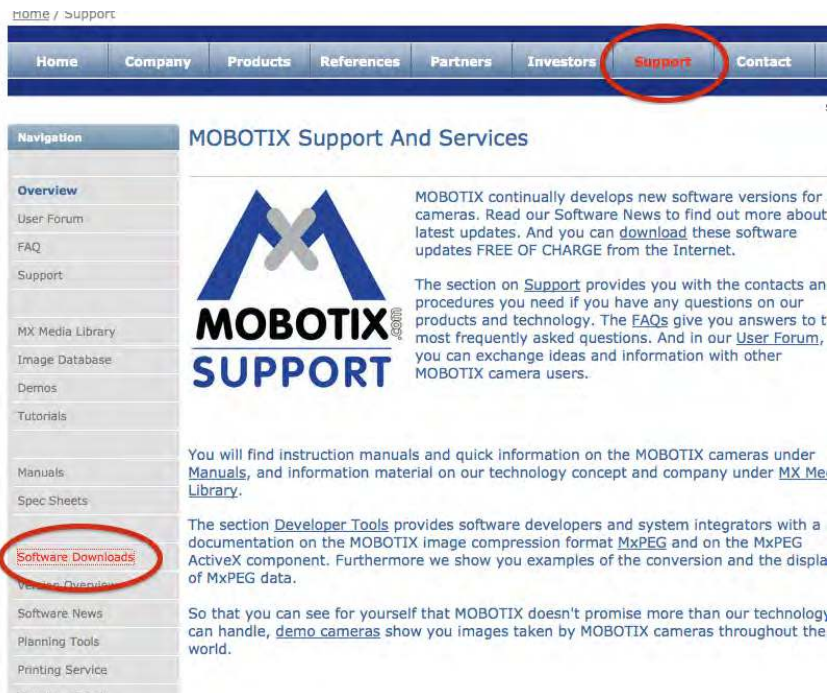 Home / Support
Home Company Products References Partners Investors Support Contact
Navigation
Overview
User Forum
FAQ
Support
MX Media Library
Image Database
Demos
Tutorials
Manuals
Spec Sheets
Software Downloads
Version Overview
Software News
Planning Tools
Printing Service
MOBOTIX Support And Services
Mx
MOBOTIX.com
SUPPORT
MOBOTIX continually develops new software versions for
cameras. Read our Software News to find out more about
latest updates. And you can download these software
updates FREE OF CHARGE from the Internet.
The section on Support provides you with the contacts an
procedures you need if you have any questions on our
products and technology. The FAQs give you answers to t
most frequently asked questions. And in our User Forum,
you can exchange ideas and information with other
MOBOTIX camera users.
You will find instruction manuals and quick information on the MOBOTIX cameras under
Manuals, and information material on our technology concept and company under MX Me
Library.
The section Developer Tools provides software developers and system integrators with a
documentation on the MOBOTIX image compression format MxPEG and on the MxPEG
ActiveX component. Furthermore we show you examples of the conversion and the displa
of MxPEG data.
So that you can see for yourself that MOBOTIX doesn't promise more than our technology
can handle, demo cameras show you images taken by MOBOTIX cameras throughout the
world.